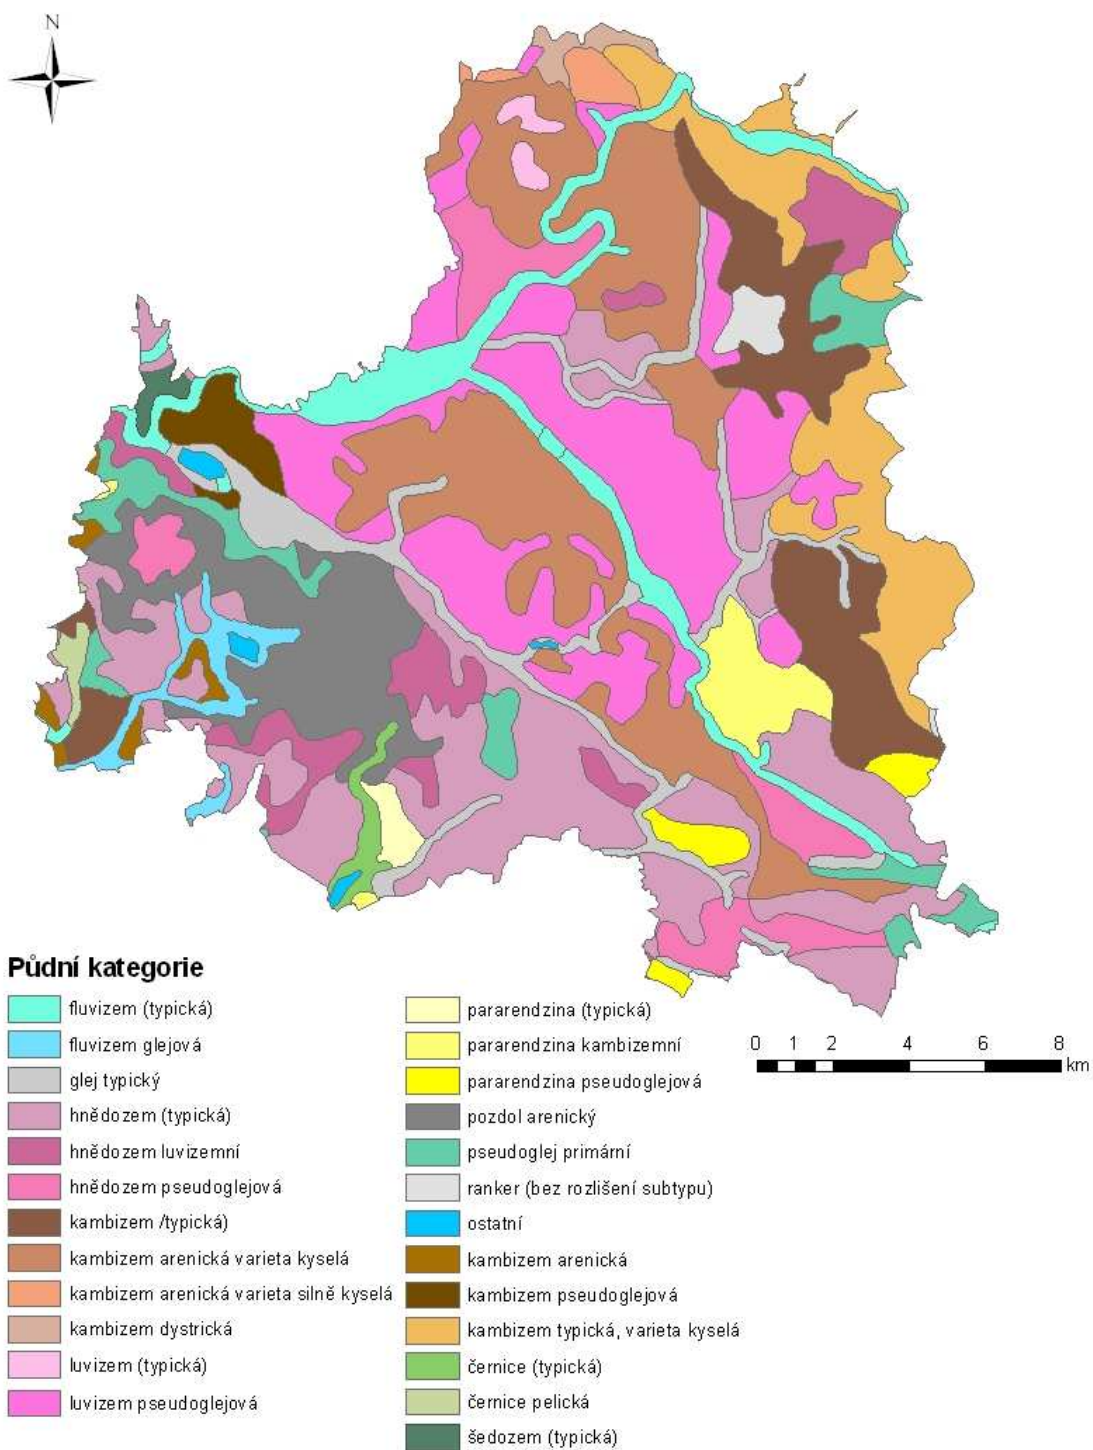 N
Půdní kategorie
fluvizem (typická)
fluvizem glejová
glej typický
hnědozem (typická)
hnědozem luvizemní
hnědozem pseudoglejová
kambizem /typická)
kambizem arenická varieta kyselá
kambizem arenická varieta silně kyselá
kambizem dystrická
luvizem (typická)
luvizem pseudoglejová
pararendzina (typická)
pararendzina kambizemní
pararendzina pseudoglejová
pozdol arenický
pseudoglej primární
ranker (bez rozlišení subtypu)
ostatní
kambizem arenická
kambizem pseudoglejová
kambizem typická, varieta kyselá
černice (typická)
černice pelická
šedozem (typická)
0 1 2 4 6 8
km